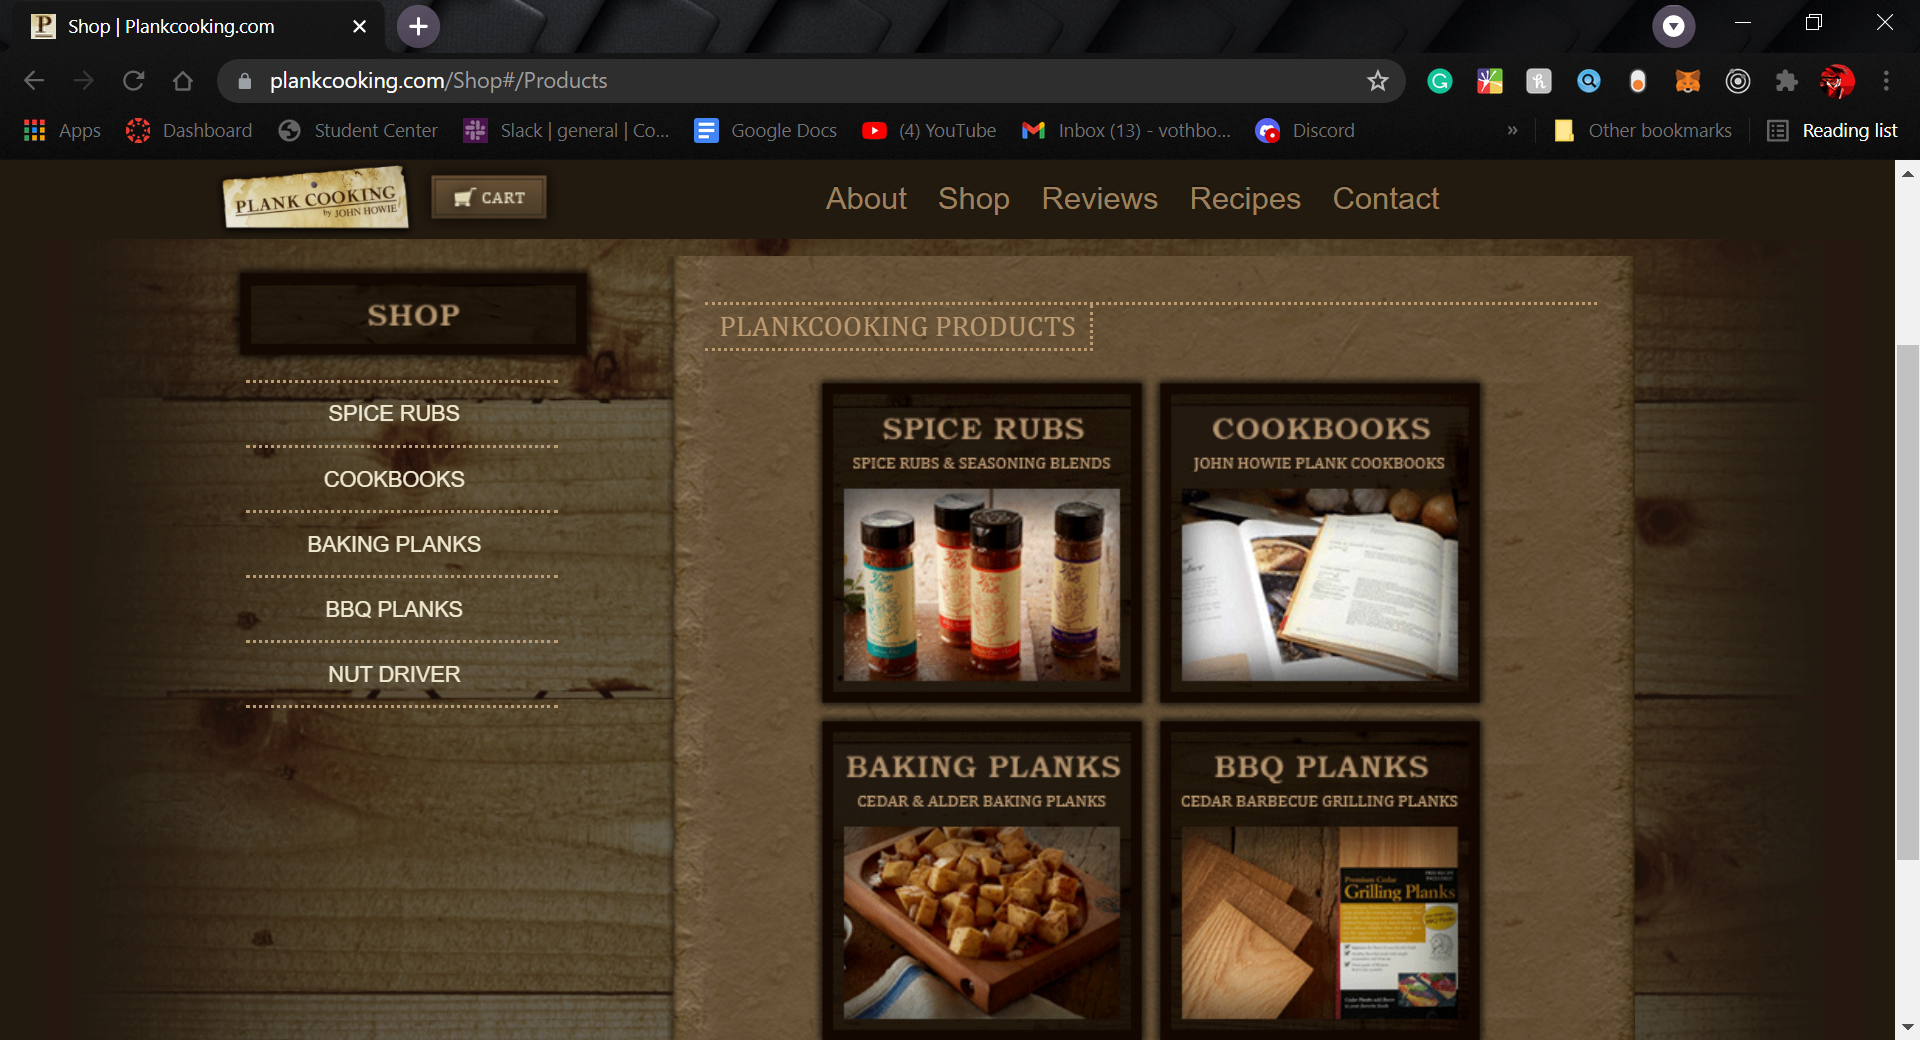 P
Shop | Plankcooking.com
plankcooking.com/Shop#/Products
Apps
Dashboard
Student Center
Slack | general | Co...
Google Docs
(4) YouTube
Inbox (13) - vothbo...
Discord
»
Other bookmarks
Reading list
PLANK COOKING
by JOHN HOWIE
CART
About
Shop
Reviews
Recipes
Contact
SHOP
SPICE RUBS
COOKBOOKS
BAKING PLANKS
BBQ PLANKS
NUT DRIVER
PLANKCOOKING PRODUCTS
SPICE RUBS
SPICE RUBS & SEASONING BLENDS
COOKBOOKS
JOHN HOWIE PLANK COOKBOOKS
BAKING PLANKS
CEDAR & ALDER BAKING PLANKS
BBQ PLANKS
CEDAR BARBECUE GRILLING PLANKS
Premium Cedar
Grilling Planks